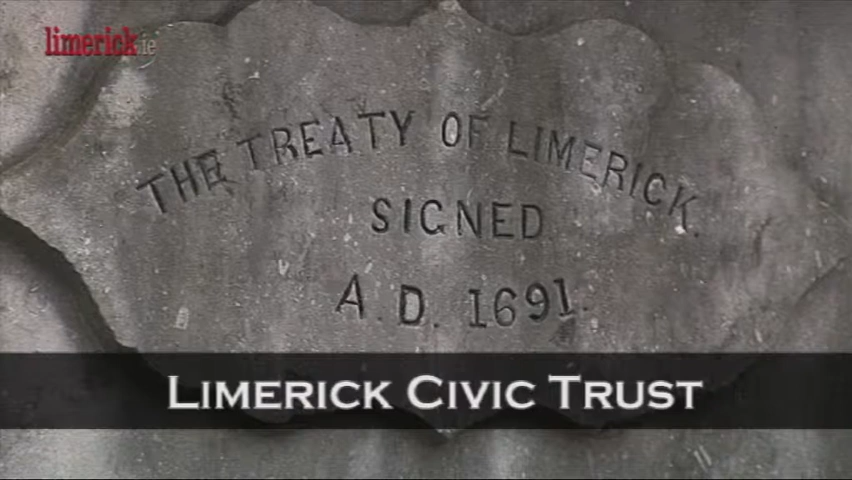 limerick.ie
THE TREATY OF LIMERICK.
SIGNED
A.D. 1691.
LIMERICK CIVIC TRUST